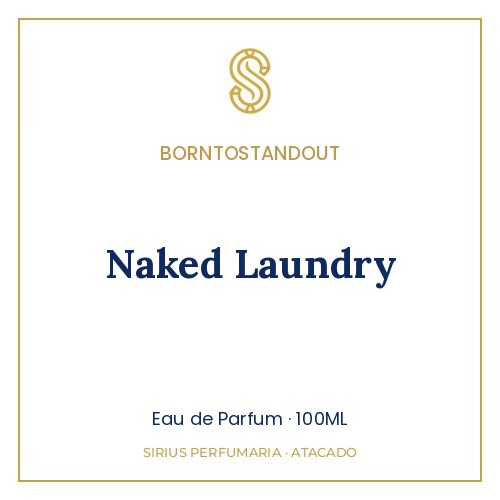 BORNTOSTANDOUT
Naked Laundry
Eau de Parfum · 100ML
SIRIUS PERFUMARIA · ATACADO